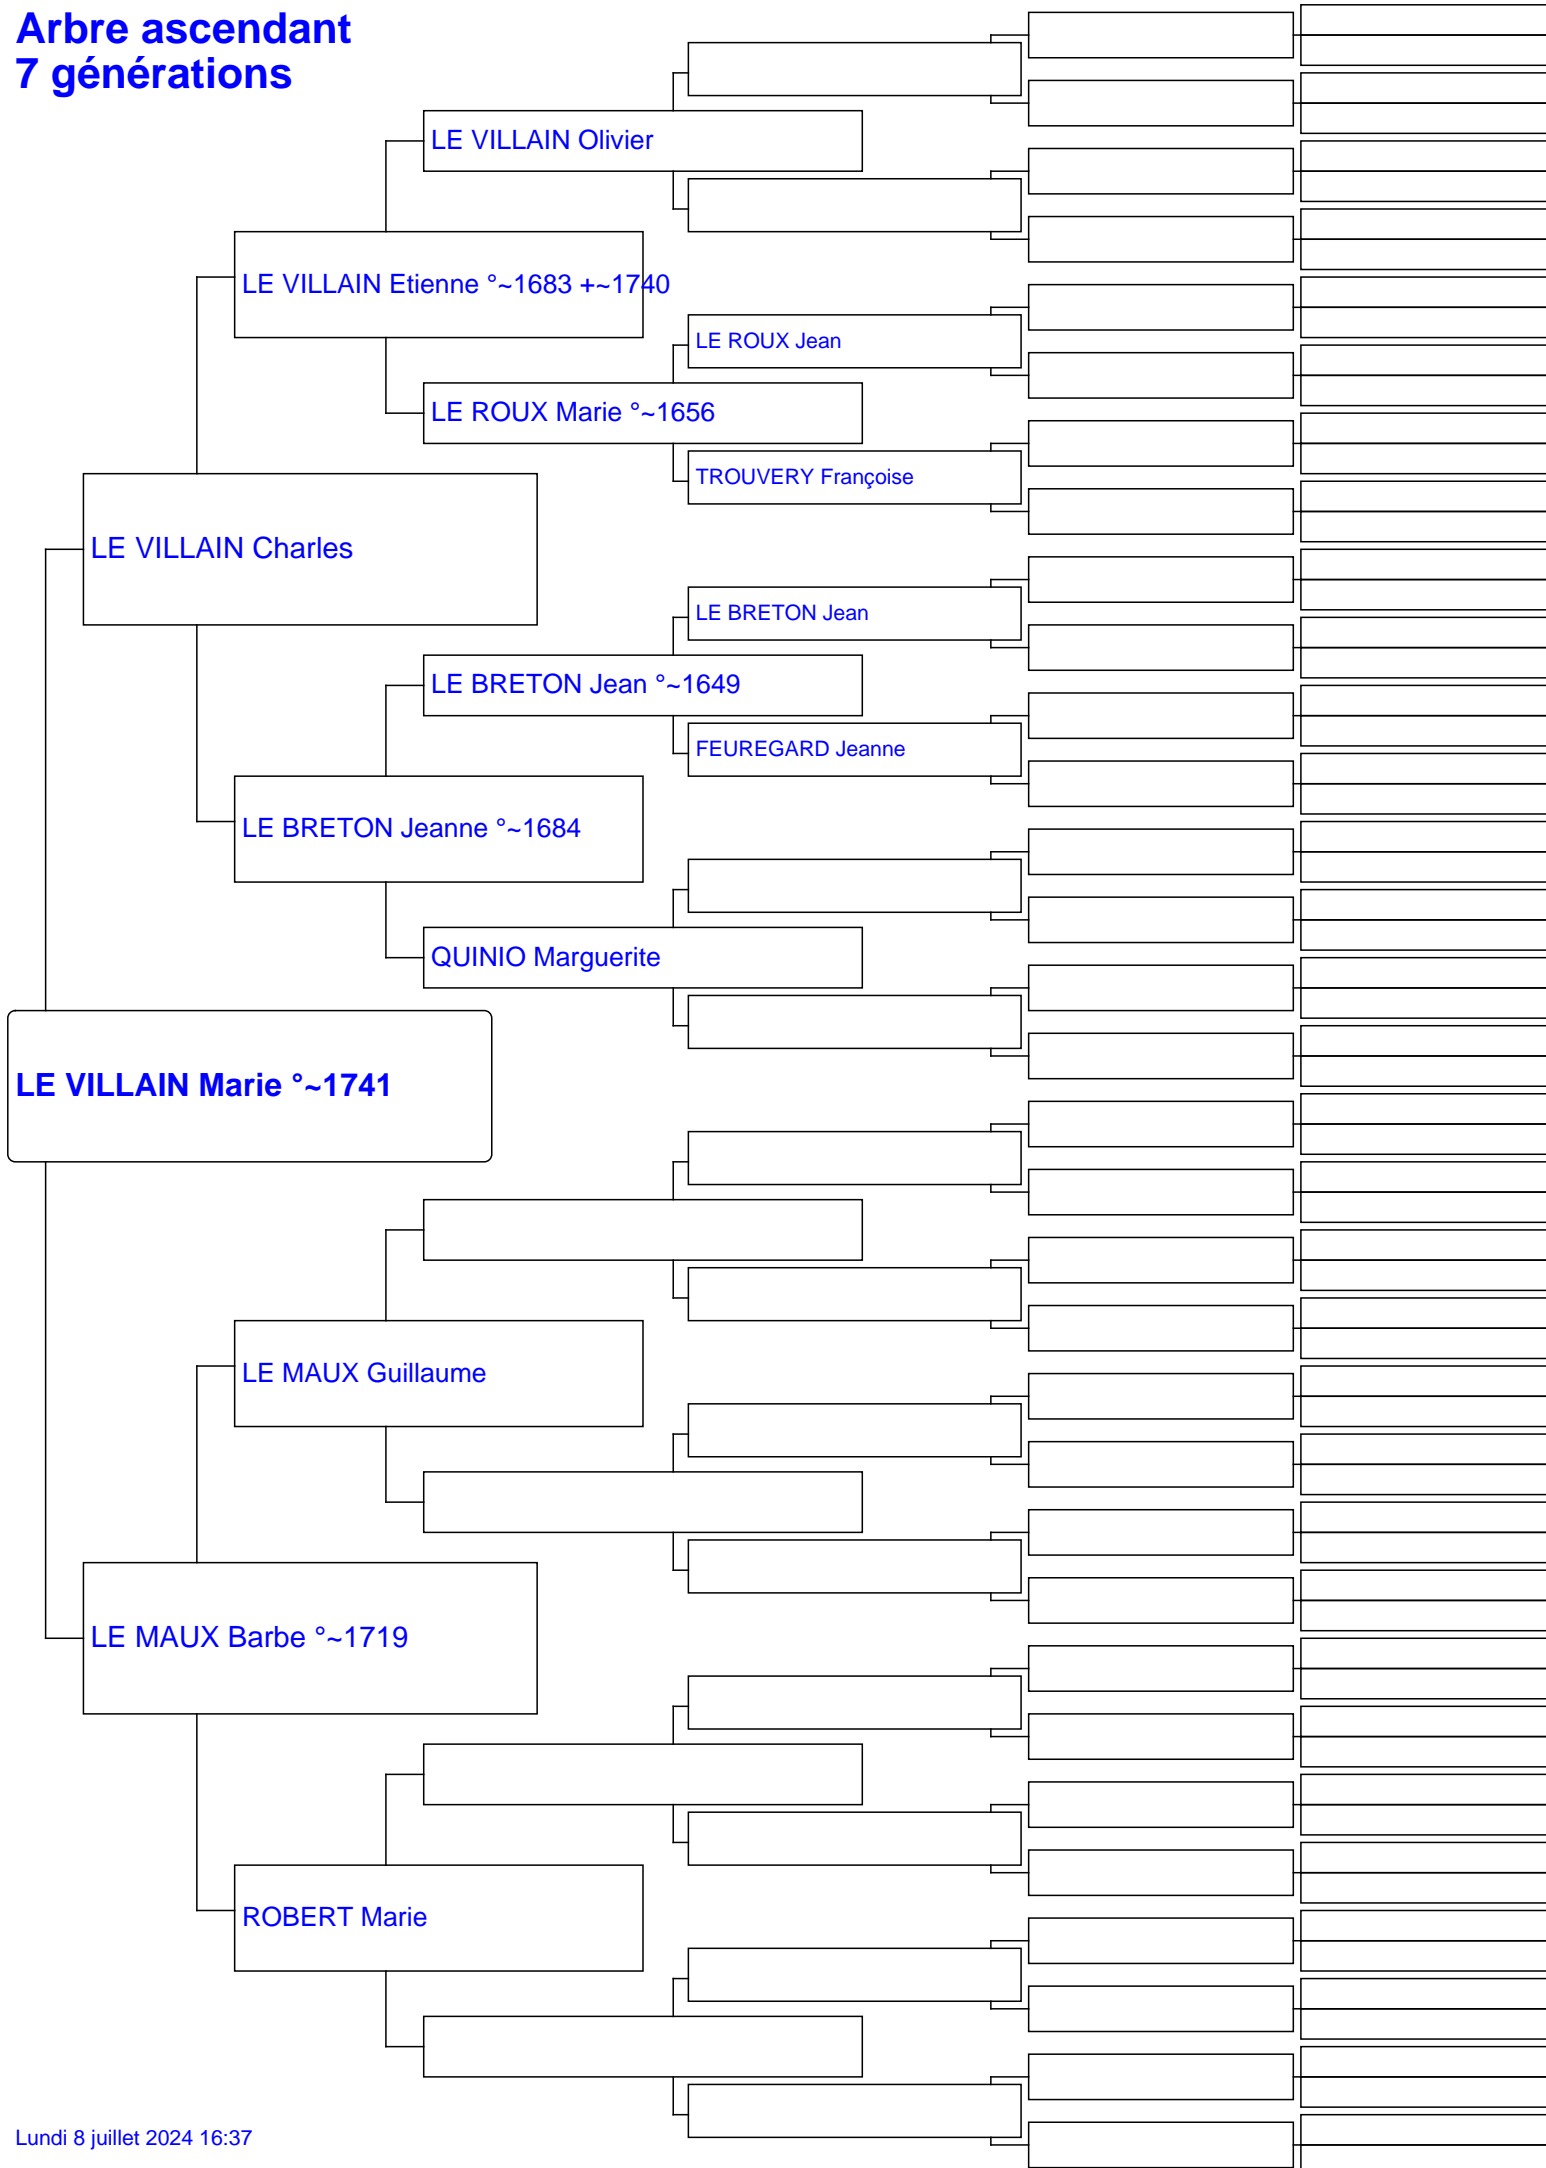 Arbre ascendant
7 générations
LE VILLAIN Olivier
LE VILLAIN Etienne °~1683 +~1740
LE ROUX Jean
LE ROUX Marie °~1656
TROUVERY Françoise
LE VILLAIN Charles
LE BRETON Jean
LE BRETON Jean °~1649
FEUREGARD Jeanne
LE BRETON Jeanne °~1684
QUINIO Marguerite
LE VILLAIN Marie °~1741
LE MAUX Guillaume
LE MAUX Barbe °~1719
ROBERT Marie
Lundi 8 juillet 2024 16:37